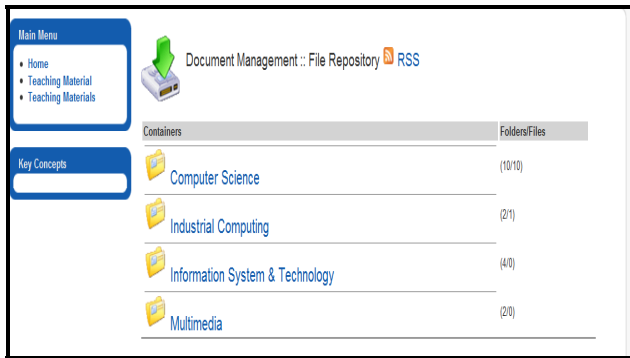 Main Menu
Home
Teaching Material
Teaching Materials
Key Concepts
Document Management :: File Repository RSS
Containers Folders/Files
Computer Science (10/10)
Industrial Computing (2/1)
Information System & Technology (4/0)
Multimedia (2/0)